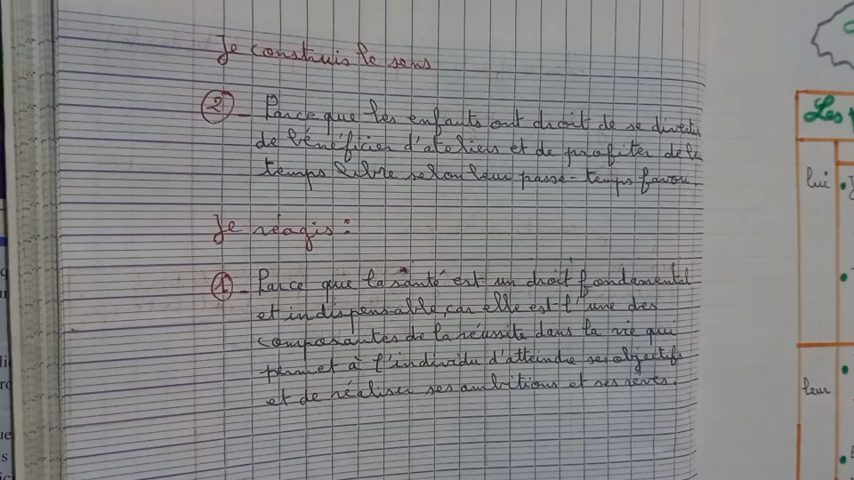 Je construis le sens
② - Parce que les enfants ont droit de se divertir
de bénéficier d'ateliers et de profiter de le
temps libre selon leur passe-temps favori.
Je réagis :
① - Parce que la santé est un droit fondamental
et indispensable, car elle est l'une des
composantes de la réussite dans la vie qui
permet à l'individu d'atteindre ses objectifs
et de réaliser ses ambitions et ses rêves.
Les
lui
leur